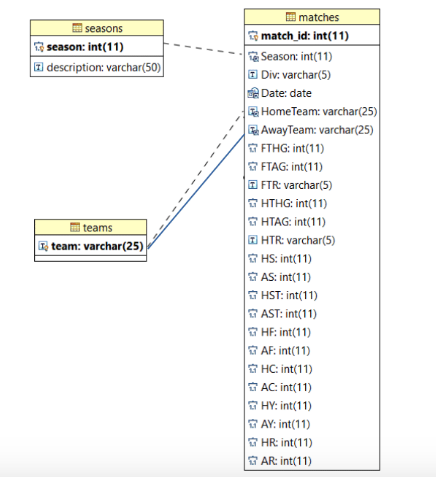 seasons
season: int(11)
description: varchar(50)
teams
team: varchar(25)
matches
match_id: int(11)
Season: int(11)
Div: varchar(5)
Date: date
HomeTeam: varchar(25)
AwayTeam: varchar(25)
FTHG: int(11)
FTAG: int(11)
FTR: varchar(5)
HTHG: int(11)
HTAG: int(11)
HTR: varchar(5)
HS: int(11)
AS: int(11)
HST: int(11)
AST: int(11)
HF: int(11)
AF: int(11)
HC: int(11)
AC: int(11)
HY: int(11)
AY: int(11)
HR: int(11)
AR: int(11)